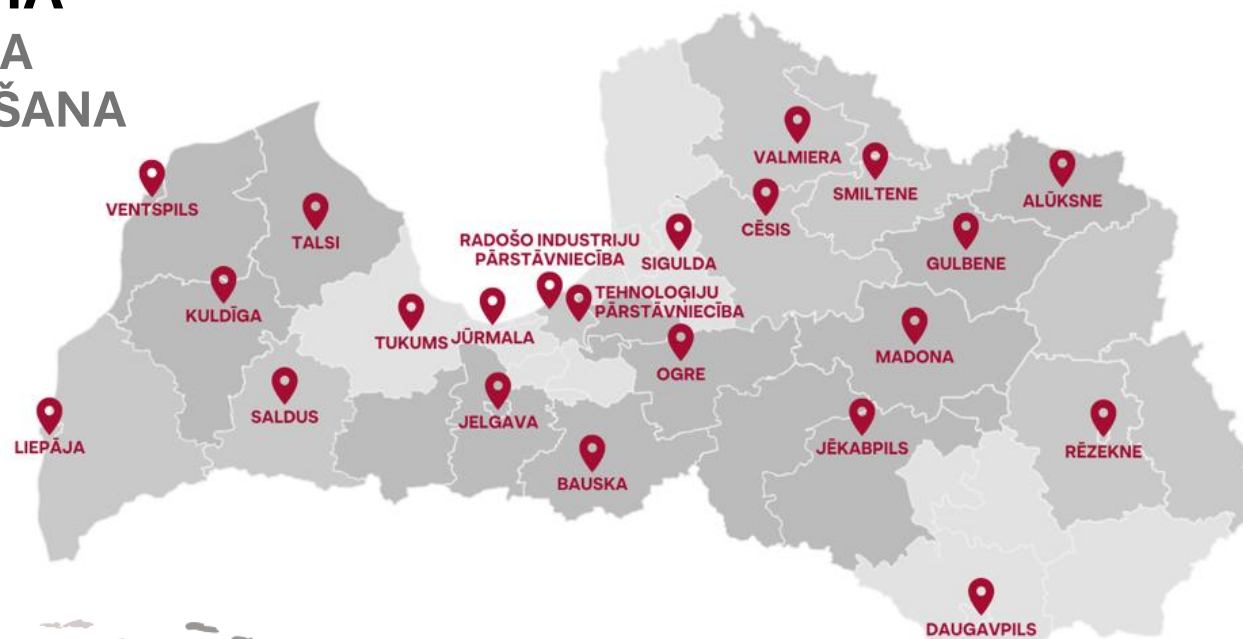 ŠANA
VALMIERA
VENTSPILS
SMILTENE
ALŪKSNE
TALSI
CĒSIS
RADOŠO INDUSTRIJU
PĀRSTĀVNIECĪBA
SIGULDA
GULBENE
TEHNOLOĢIJU
PĀRSTĀVNIECĪBA
KULDĪGA
TUKUMS
JŪRMALA
MADONA
OGRE
SALDUS
JELGAVA
LIEPĀJA
JĒKABPILS
RĒZEKNE
BAUSKA
DAUGAVPILS